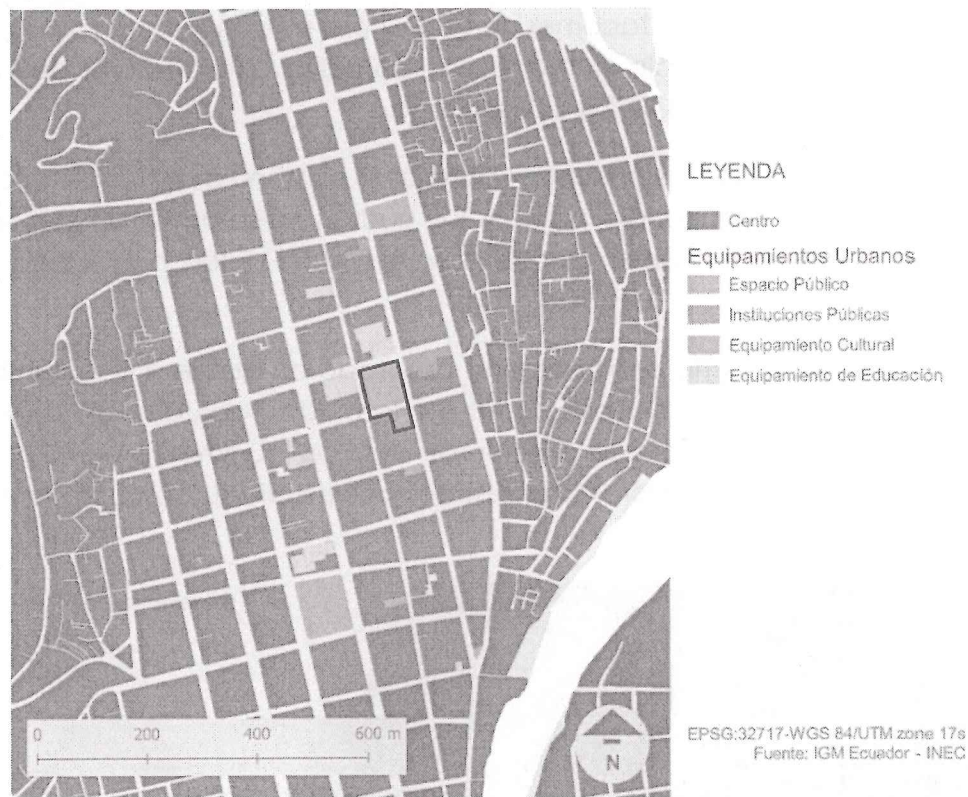 LEYENDA
Centro
Equipamientos Urbanos
Espacio Público
Instituciones Públicas
Equipamiento Cultural
Equipamiento de Educación
0 200 400 600 m
N
EPSG:32717-WGS 84/UTM zone 17s
Fuente: IGM Ecuador - INEC